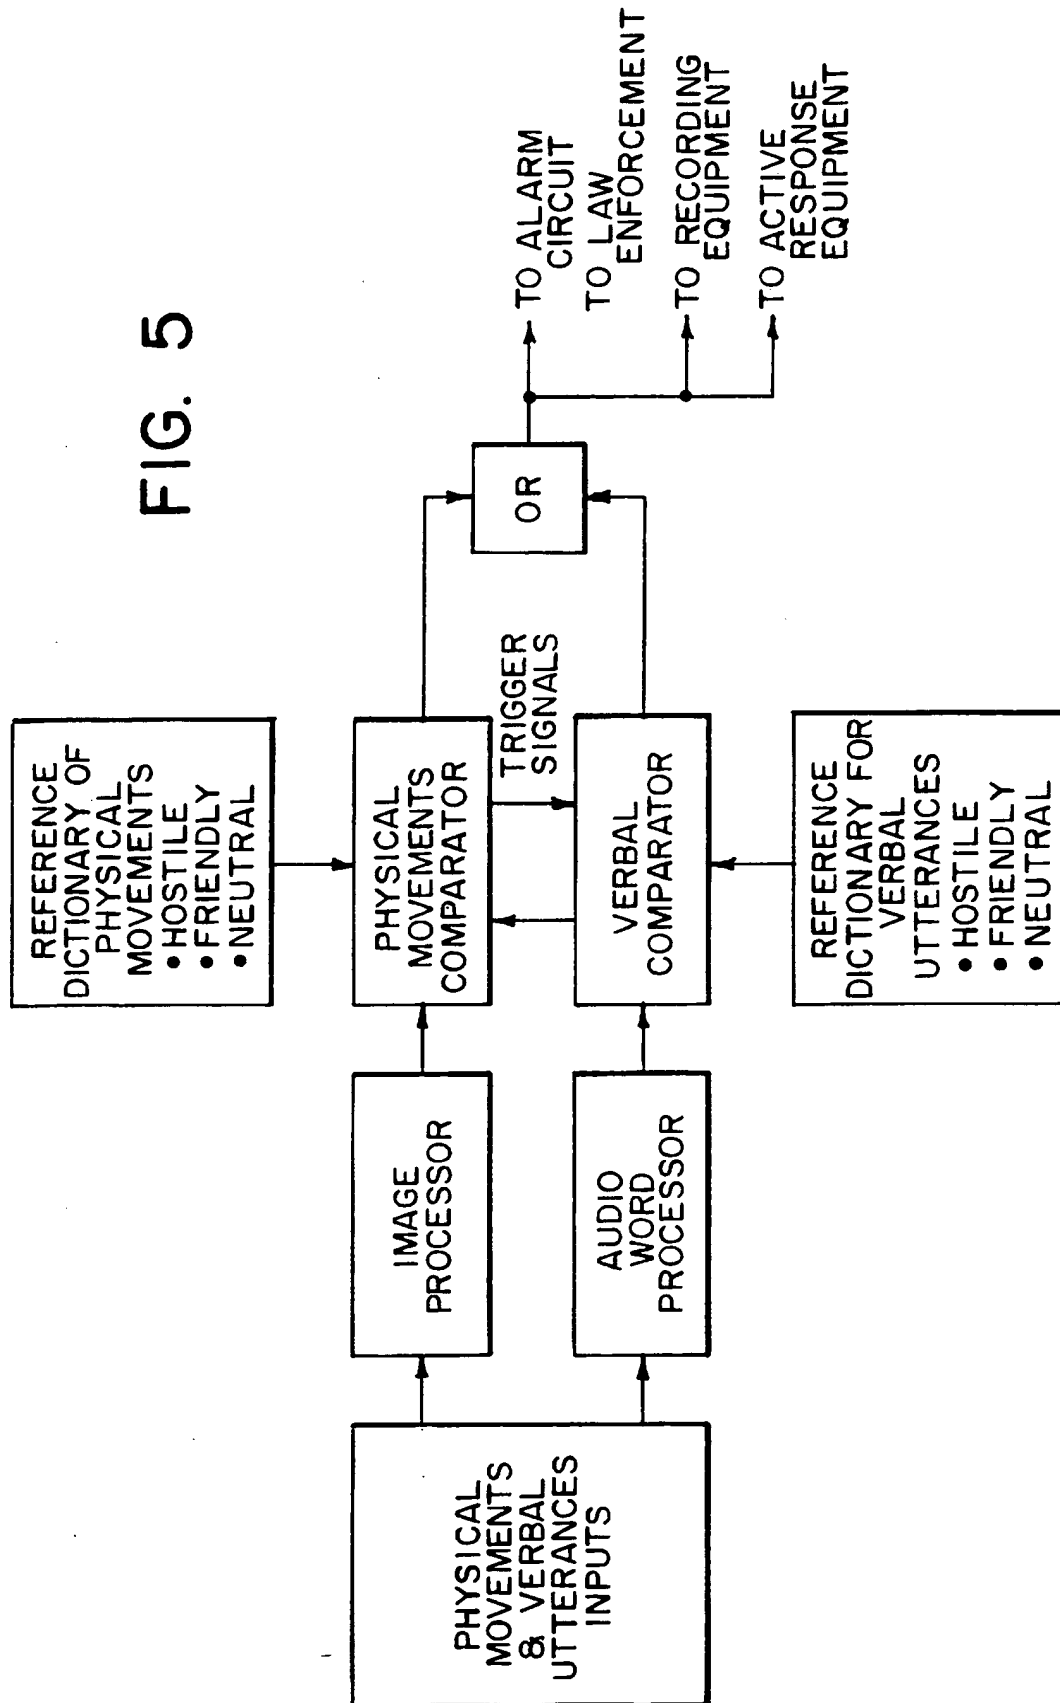 FIG. 5
REFERENCE
DICTIONARY OF
PHYSICAL
MOVEMENTS
• HOSTILE
• FRIENDLY
• NEUTRAL
PHYSICAL
MOVEMENTS
& VERBAL
UTTERANCES
INPUTS
IMAGE
PROCESSOR
PHYSICAL
MOVEMENTS
COMPARATOR
TRIGGER
SIGNALS
OR
TO ALARM
CIRCUIT
TO LAW
ENFORCEMENT
TO RECORDING
EQUIPMENT
TO ACTIVE
RESPONSE
EQUIPMENT
AUDIO
WORD
PROCESSOR
VERBAL
COMPARATOR
REFERENCE
DICTIONARY FOR
VERBAL
UTTERANCES
• HOSTILE
• FRIENDLY
• NEUTRAL